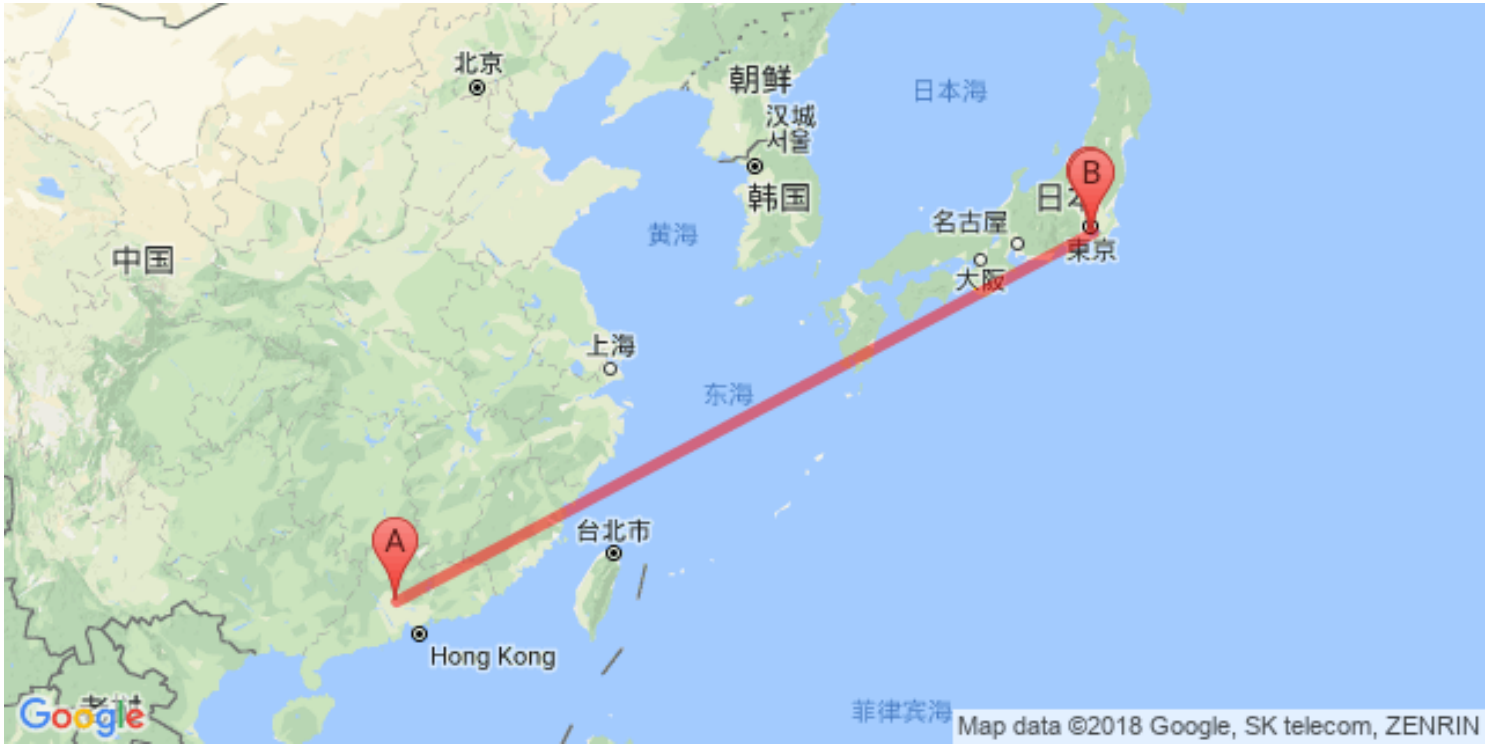 北京
朝鲜
日本海
汉城
서울
B
韩国
日本
名古屋
黄海
中国
東京
大阪
上海
东海
台北市
A
Hong Kong
Google
菲律宾海
Map data ©2018 Google, SK telecom, ZENRIN